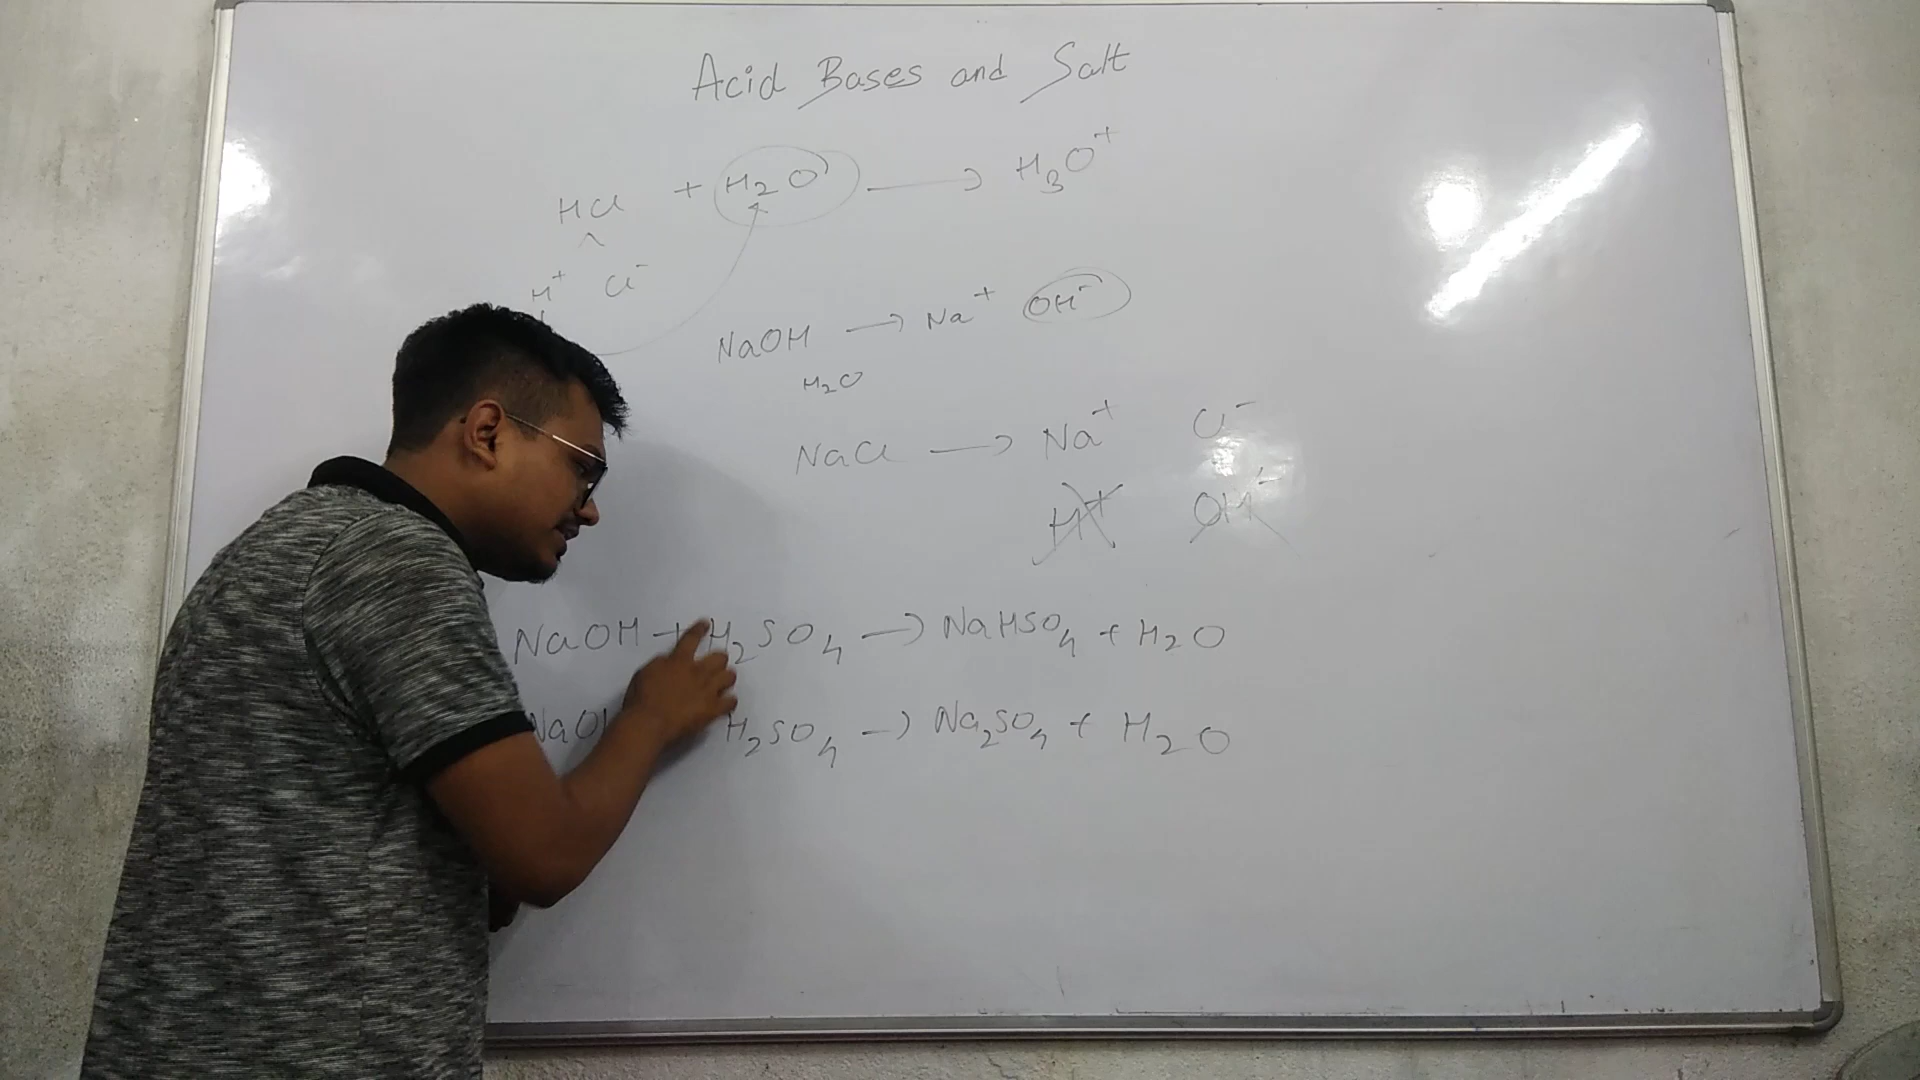 Acid Bases and Salt
HCl + H2O → H3O+
H+ Cl-
NaOH → Na+ OH-
H2O
NaCl → Na+ Cl-
H+ OH-
NaOH + H2SO4 → NaHSO4 + H2O
H2SO4 → Na2SO4 + H2O